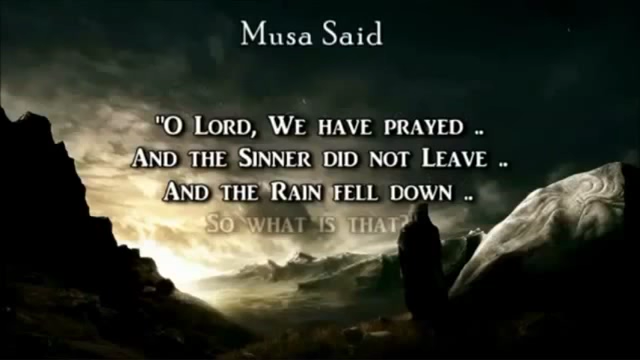 Musa Said
"O Lord, We have prayed ..
And the Sinner did not Leave ..
And the Rain fell down ..
So what is that?